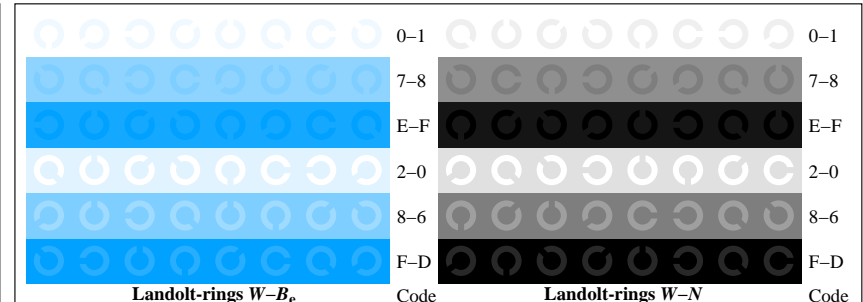 0–1 0–1
7–8 7–8
E–F E–F
2–0 2–0
8–6 8–6
F–D F–D
Landolt-rings W–Be Code Landolt-rings W–N Code